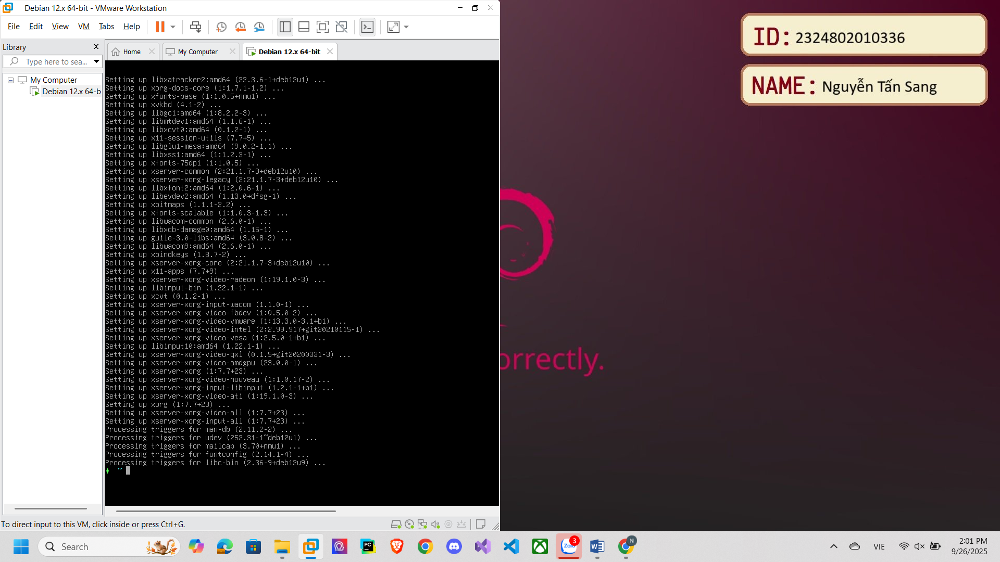 Debian 12.x 64-bit - VMware Workstation
File Edit View VM Tabs Help
Library
Type here to sea...
My Computer
Debian 12.x 64-b
Home
My Computer
Debian 12.x 64-bit
Setting up libxatracker2:amd64 (22.3.6-1+deb12u1) ...
Setting up xorg-docs-core (1:1.7.1-1.2) ...
Setting up xfonts-base (1:1.0.5+nmu1) ...
Setting up xvkbd (4.1-2) ...
Setting up libgc1:amd64 (1:8.2.2-3) ...
Setting up libmtdev1:amd64 (1.1.6-1) ...
Setting up libxcvt0:amd64 (0.1.2-1) ...
Setting up x11-session-utils (7.7+5) ...
Setting up libglu1-mesa:amd64 (9.0.2-1.1) ...
Setting up libxss1:amd64 (1:1.2.3-1) ...
Setting up xfonts-75dpi (1:1.0.5) ...
Setting up xserver-common (2:21.1.7-3+deb12u10) ...
Setting up xserver-xorg-legacy (2:21.1.7-3+deb12u10) ...
Setting up libxfont2:amd64 (1:2.0.6-1) ...
Setting up libevdev2:amd64 (1.13.0+dfsg-1) ...
Setting up xbitmaps (1.1.1-2.2) ...
Setting up xfonts-scalable (1:1.0.3-1.3) ...
Setting up libwacom-common (2.6.0-1) ...
Setting up libxcb-damage0:amd64 (1.15-1) ...
Setting up guile-3.0-libs:amd64 (3.0.8-2) ...
Setting up libwacom9:amd64 (2.6.0-1) ...
Setting up xbindkeys (1.8.7-2) ...
Setting up xserver-xorg-core (2:21.1.7-3+deb12u10) ...
Setting up x11-apps (7.7+9) ...
Setting up xserver-xorg-video-radeon (1:19.1.0-3) ...
Setting up libinput-bin (1.22.1-1) ...
Setting up xcvt (0.1.2-1) ...
Setting up xserver-xorg-input-wacom (1.1.0-1) ...
Setting up xserver-xorg-video-fbdev (1:0.5.0-2) ...
Setting up xserver-xorg-video-vmware (1:13.3.0-3.1+b1) ...
Setting up xserver-xorg-video-intel (2:2.99.917+git20210115-1) ...
Setting up xserver-xorg-video-vesa (1:2.5.0-1+b1) ...
Setting up libinput10:amd64 (1.22.1-1) ...
Setting up xserver-xorg-video-qxl (0.1.5+git20200331-3) ...
Setting up xserver-xorg-video-amdgpu (23.0.0-1) ...
Setting up xserver-xorg (1:7.7+23) ...
Setting up xserver-xorg-video-nouveau (1:1.0.17-2) ...
Setting up xserver-xorg-input-libinput (1.2.1-1+b1) ...
Setting up xserver-xorg-video-ati (1:19.1.0-3) ...
Setting up xorg (1:7.7+23) ...
Setting up xserver-xorg-video-all (1:7.7+23) ...
Setting up xserver-xorg-input-all (1:7.7+23) ...
Processing triggers for man-db (2.11.2-2) ...
Processing triggers for udev (252.31-1~deb12u1) ...
Processing triggers for mailcap (3.70+nmu1) ...
Processing triggers for fontconfig (2.14.1-4) ...
Processing triggers for libc-bin (2.36-9+deb12u9) ...
~
To direct input to this VM, click inside or press Ctrl+G.
ID: 2324802010336
NAME: Nguyễn Tấn Sang
orrectly.
Search
PC
Zalo
3
N
VIE
2:01 PM
9/26/2025